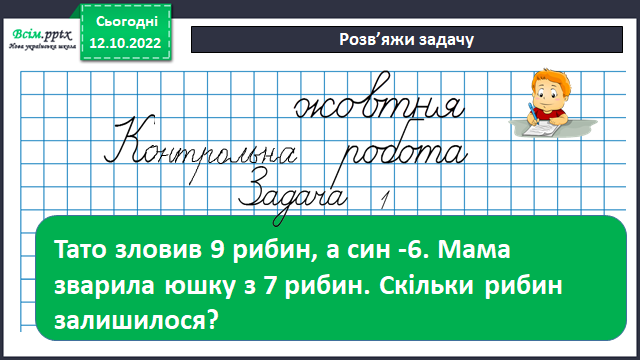 Всім.pptx
Нова українська школа
Сьогодні
12.10.2022
Розв’яжи задачу
жовтня
Контрольна робота
Задача 1
Тато зловив 9 рибин, а син -6. Мама
зварила юшку з 7 рибин. Скільки рибин
залишилося?